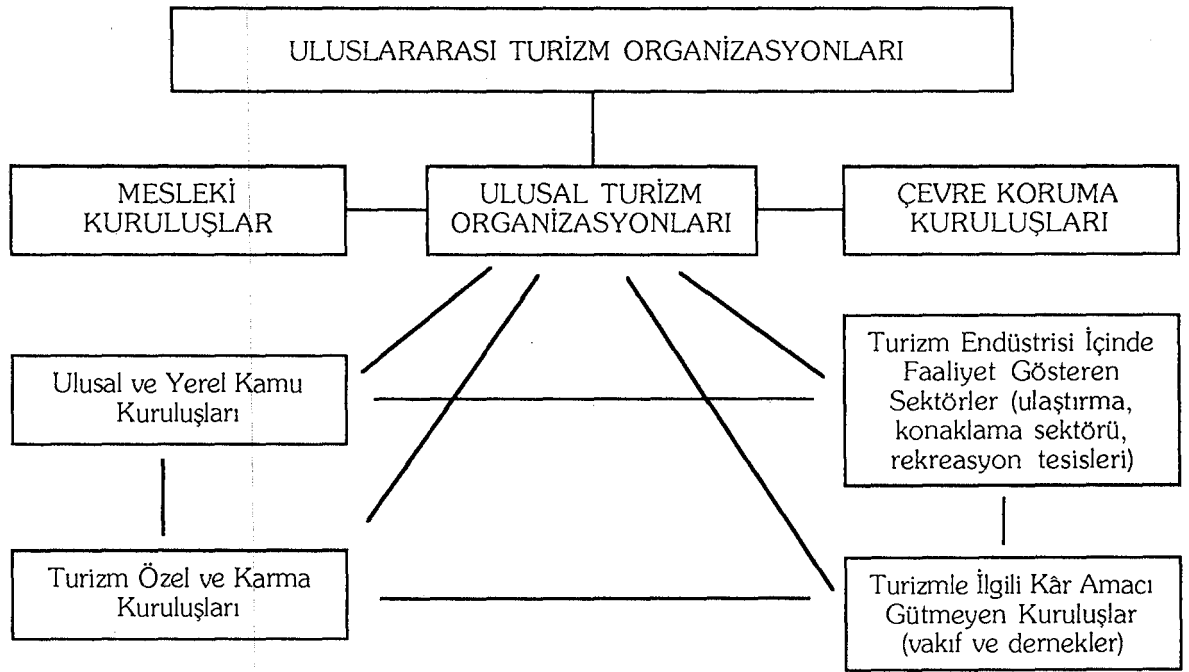 ULUSLARARASI TURİZM ORGANİZASYONLARI
MESLEKİ
KURULUŞLAR
ULUSAL TURİZM
ORGANİZASYONLARI
ÇEVRE KORUMA
KURULUŞLARI
Ulusal ve Yerel Kamu
Kuruluşları
Turizm Endüstrisi İçinde
Faaliyet Gösteren
Sektörler (ulaştırma,
konaklama sektörü,
rekreasyon tesisleri)
Turizm Özel ve Karma
Kuruluşları
Turizmle İlgili Kâr Amacı
Gütmeyen Kuruluşlar
(vakıf ve dernekler)